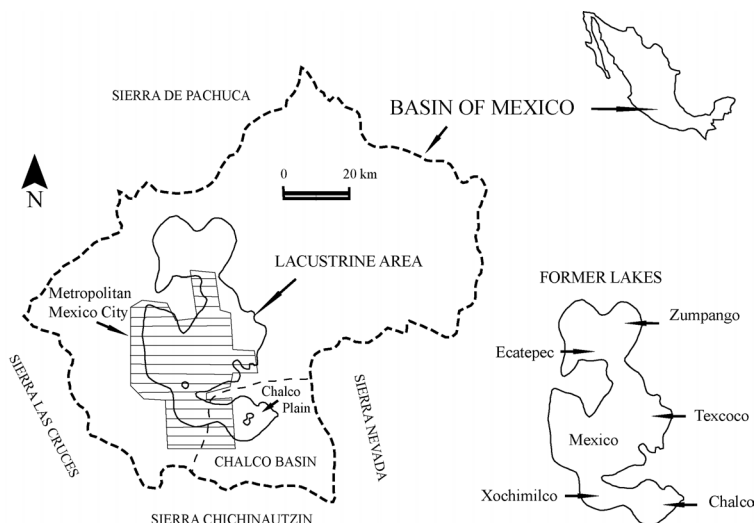 SIERRA DE PACHUCA
BASIN OF MEXICO
N
0 20 km
LACUSTRINE AREA
Metropolitan
Mexico City
SIERRA LAS CRUCES
Chalco
Plain
SIERRA NEVADA
CHALCO BASIN
SIERRA CHICHINAUTZIN
FORMER LAKES
Zumpango
Ecatepec
Texcoco
Mexico
Xochimilco
Chalco